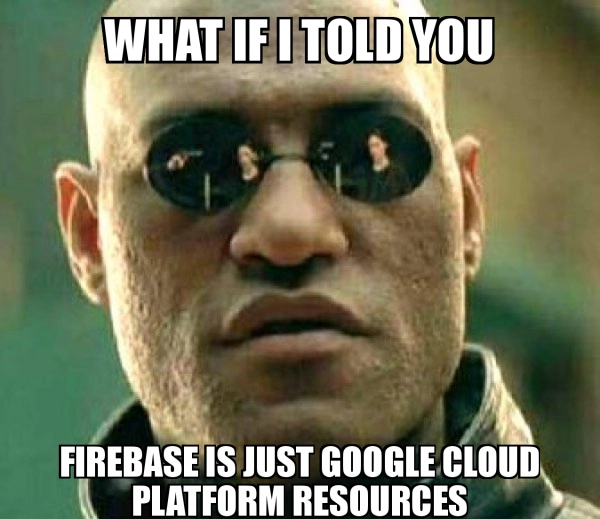 WHAT IF I TOLD YOU
FIREBASE IS JUST GOOGLE CLOUD
PLATFORM RESOURCES